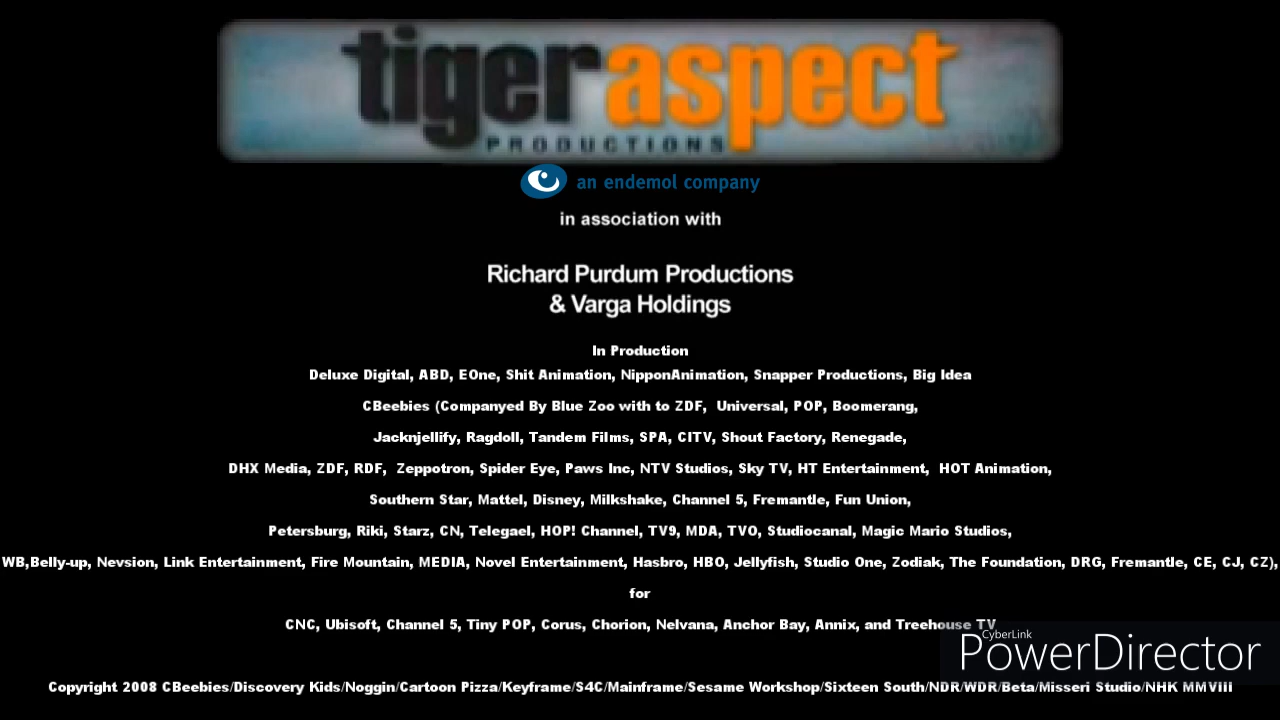 tigeraspect
PRODUCTIONS
an endemol company
in association with
Richard Purdum Productions
& Varga Holdings
In Production
Deluxe Digital, ABD, EOne, Shit Animation, NipponAnimation, Snapper Productions, Big Idea
CBeebies (Companyed By Blue Zoo with to ZDF,  Universal, POP, Boomerang,
Jacknjellify, Ragdoll, Tandem Films, SPA, CITV, Shout Factory, Renegade,
DHX Media, ZDF, RDF,  Zeppotron, Spider Eye, Paws Inc, NTV Studios, Sky TV, HT Entertainment,  HOT Animation,
Southern Star, Mattel, Disney, Milkshake, Channel 5, Fremantle, Fun Union,
Petersburg, Riki, Starz, CN, Telegael, HOP! Channel, TV9, MDA, TVO, Studiocanal, Magic Mario Studios,
WB,Belly-up, Nevsion, Link Entertainment, Fire Mountain, MEDIA, Novel Entertainment, Hasbro, HBO, Jellyfish, Studio One, Zodiak, The Foundation, DRG, Fremantle, CE, CJ, CZ),
for
CNC, Ubisoft, Channel 5, Tiny POP, Corus, Chorion, Nelvana, Anchor Bay, Annix, and Treehouse TV
CyberLink
PowerDirector
Copyright 2008 CBeebies/Discovery Kids/Noggin/Cartoon Pizza/Keyframe/S4C/Mainframe/Sesame Workshop/Sixteen South/NDR/WDR/Beta/Misseri Studio/NHK MMVIII